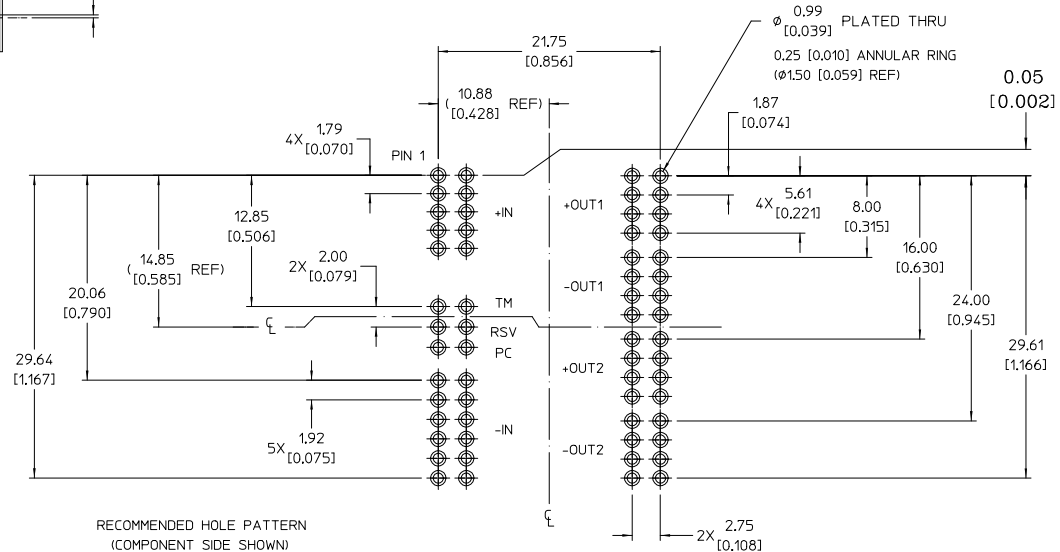 Ø 0.99 [0.039] PLATED THRU
0.25 [0.010] ANNULAR RING
(Ø1.50 [0.059] REF)
21.75
[0.856]
0.05
[0.002]
( 10.88 [0.428] REF)
1.87
[0.074]
4X 1.79 [0.070]
PIN 1
12.85
[0.506]
+IN
+OUT1
4X 5.61 [0.221]
8.00
[0.315]
( 14.85 [0.585] REF)
2X 2.00 [0.079]
16.00
[0.630]
20.06
[0.790]
-OUT1
24.00
[0.945]
TM
℄
RSV
PC
29.64
[1.167]
+OUT2
29.61
[1.166]
5X 1.92 [0.075]
-IN
-OUT2
℄
2X 2.75 [0.108]
RECOMMENDED HOLE PATTERN
(COMPONENT SIDE SHOWN)